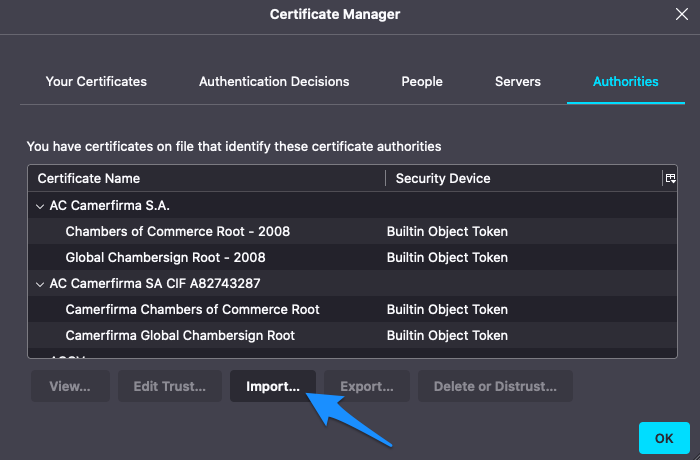 Certificate Manager
Your Certificates Authentication Decisions People Servers Authorities
You have certificates on file that identify these certificate authorities
Certificate Name Security Device
AC Camerfirma S.A.
Chambers of Commerce Root - 2008 Builtin Object Token
Global Chambersign Root - 2008 Builtin Object Token
AC Camerfirma SA CIF A82743287
Camerfirma Chambers of Commerce Root Builtin Object Token
Camerfirma Global Chambersign Root Builtin Object Token
View... Edit Trust... Import... Export... Delete or Distrust...
OK